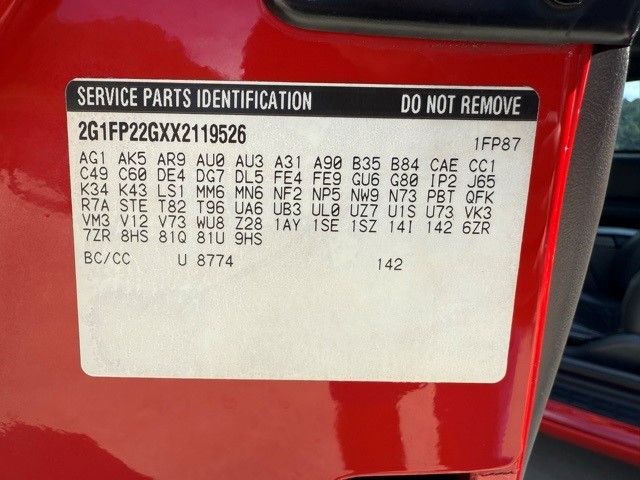 SERVICE PARTS IDENTIFICATION DO NOT REMOVE
2G1FP22GXX2119526 1FP87
AG1 AK5 AR9 AU0 AU3 A31 A90 B35 B84 CAE CC1
C49 C60 DE4 DG7 DL5 FE4 FE9 GU6 G80 IP2 J65
K34 K43 LS1 MM6 MN6 NF2 NP5 NW9 N73 PBT QFK
R7A STE T82 T96 UA6 UB3 UL0 UZ7 U1S U73 VK3
VM3 V12 V73 WU8 Z28 1AY 1SE 1SZ 14I 142 6ZR
7ZR 8HS 81Q 81U 9HS
BC/CC U 8774 142